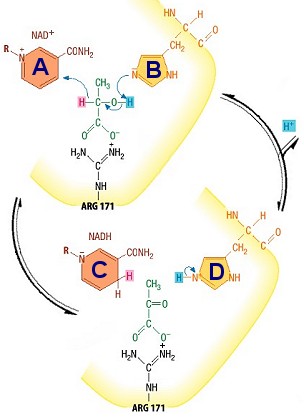 NAD+
R
N+
CONH2
A
B
N
NH
HN
H
C
O
CH2
CH3
H
C
O
H
C
O
O-
H2N
NH2+
NH
ARG 171
H+
HN
H
C
O
CH2
NADH
R
N
CONH2
C
H
H
H
N+
D
NH
CH3
C=O
C
O
O-
H2N
NH2+
NH
ARG 171